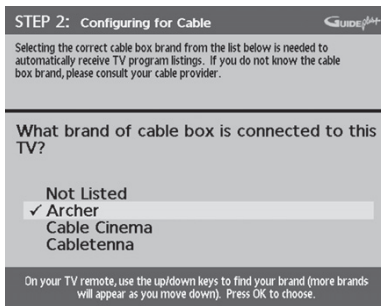 STEP 2: Configuring for Cable
GUIDE plus+
Selecting the correct cable box brand from the list below is needed to
automatically receive TV program listings. If you do not know the cable
box brand, please consult your cable provider.
What brand of cable box is connected to this
TV?
Not Listed
✓ Archer
Cable Cinema
Cabletenna
On your TV remote, use the up/down keys to find your brand (more brands
will appear as you move down). Press OK to choose.